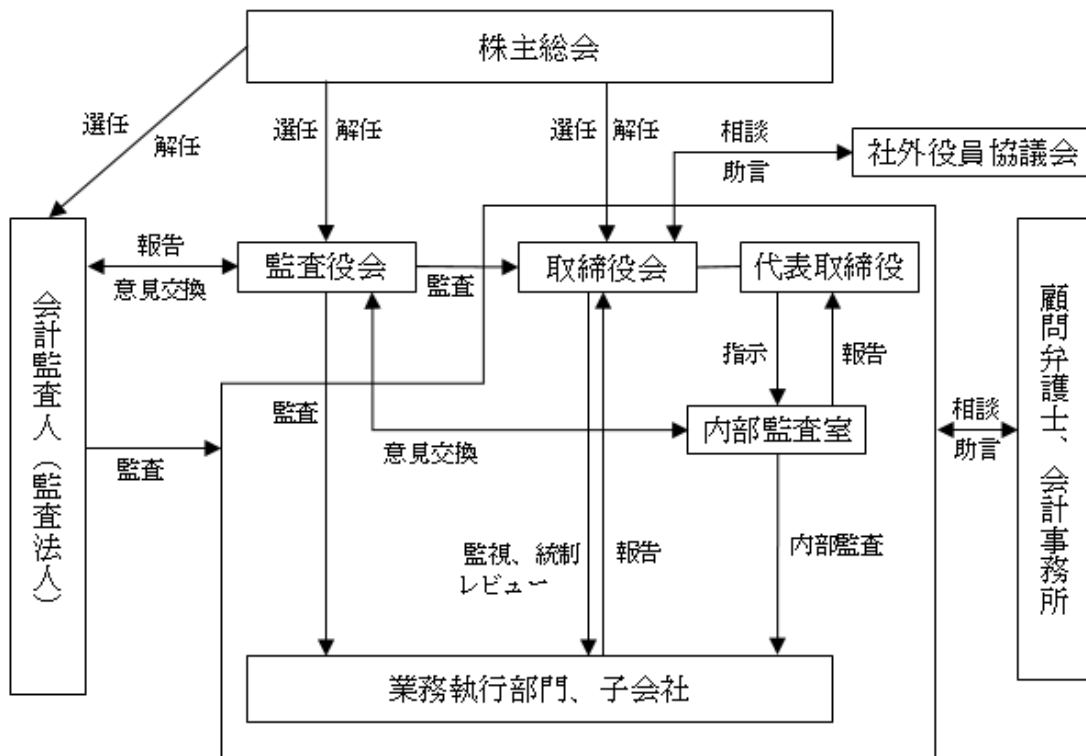 株主総会
選任
解任
選任 解任
選任 解任
相談
助言
社外役員協議会
報告
意見交換
監査役会
監査
取締役会
代表取締役
会計監査人（監査法人）
顧問弁護士、会計事務所
指示
報告
内部監査室
監査
意見交換
相談
助言
監査
監視、統制
レビュー
報告
内部監査
業務執行部門、子会社